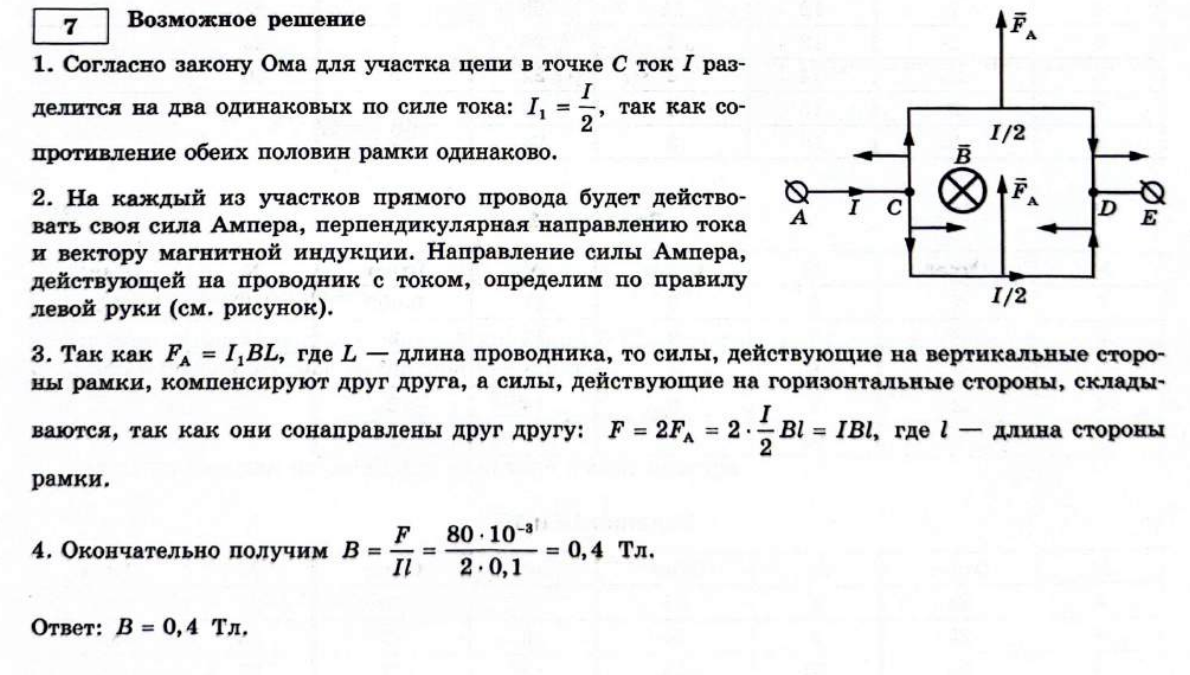 7 Возможное решение
1. Согласно закону Ома для участка цепи в точке C ток I раз-
делится на два одинаковых по силе тока: I₁ = I/2, так как со-
противление обеих половин рамки одинаково.
2. На каждый из участков прямого провода будет действо-
вать своя сила Ампера, перпендикулярная направлению тока
и вектору магнитной индукции. Направление силы Ампера,
действующей на проводник с током, определим по правилу
левой руки (см. рисунок).
F̄_А
I/2
B̄
F̄_А
A
I
C
D
E
I/2
3. Так как F_А = I₁BL, где L — длина проводника, то силы, действующие на вертикальные сторо-
ны рамки, компенсируют друг друга, а силы, действующие на горизонтальные стороны, склады-
ваются, так как они сонаправлены друг другу: F = 2F_А = 2 · I/2 Bl = IBl, где l — длина стороны
рамки.
4. Окончательно получим B = F/Il = 80 · 10⁻³/2 · 0,1 = 0,4 Тл.
Ответ: B = 0,4 Тл.